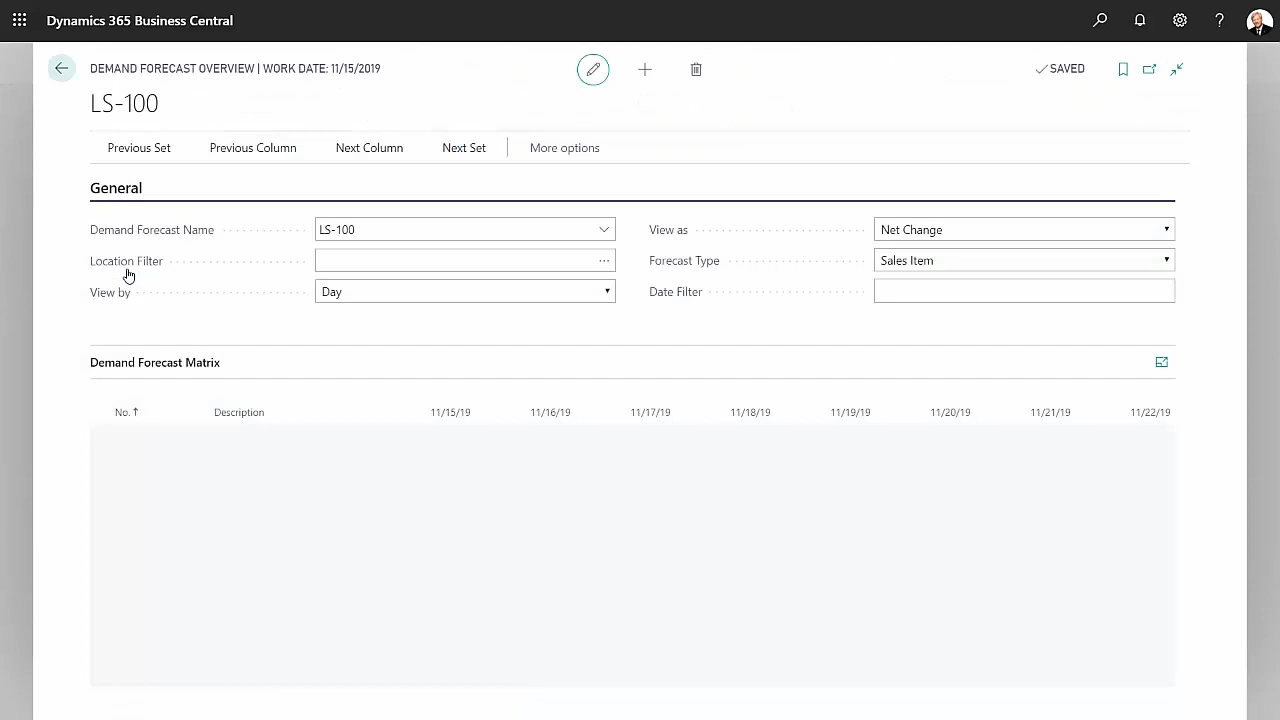 Dynamics 365 Business Central
?
DEMAND FORECAST OVERVIEW | WORK DATE: 11/15/2019
SAVED
LS-100
Previous Set Previous Column Next Column Next Set More options
General
Demand Forecast Name LS-100 View as Net Change
Location Filter ... Forecast Type Sales Item
View by Day Date Filter
Demand Forecast Matrix
No. ↑ Description 11/15/19 11/16/19 11/17/19 11/18/19 11/19/19 11/20/19 11/21/19 11/22/19